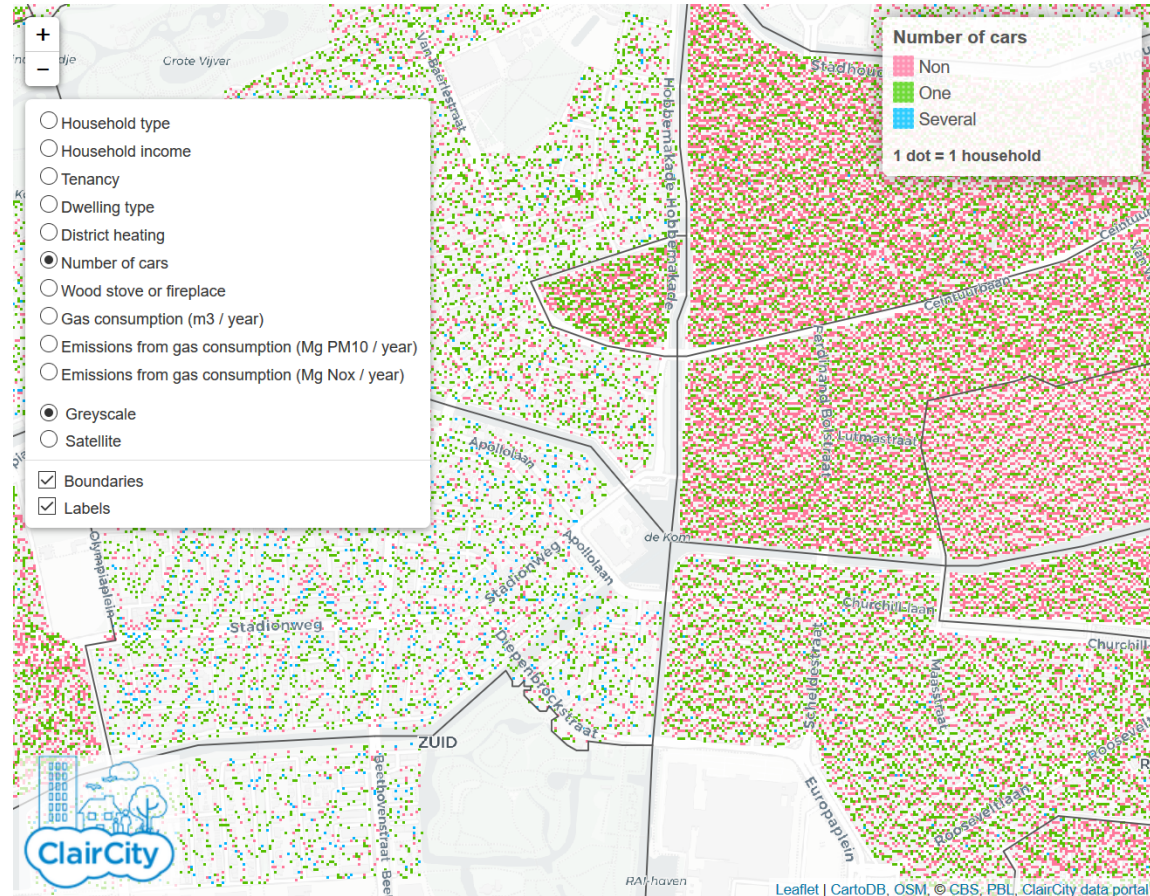 +
−
Grote Vijver
Van Baerlestraat
Hobbemakade
Hobbemakade
Number of cars
Non
One
Several
1 dot = 1 household
Household type
Household income
Tenancy
Dwelling type
District heating
Number of cars
Wood stove or fireplace
Gas consumption (m3 / year)
Emissions from gas consumption (Mg PM10 / year)
Emissions from gas consumption (Mg Nox / year)
Greyscale
Satellite
Boundaries
Labels
Ceintuurbaan
Ferdinand Bolstraat
Lutmastraat
Apollolaan
de Kom
Stadionweg
Apollolaan
Olympiaplein
Stadionweg
Diepenbrockstraat
Churchill-laan
Churchill
Scheldestraat
Maasstraat
ZUID
Beethovenstraat
Beet
Rooseveltlaan
Europaplein
RAI-haven
ClairCity
Leaflet | CartoDB, OSM, © CBS, PBL, ClairCity data portal